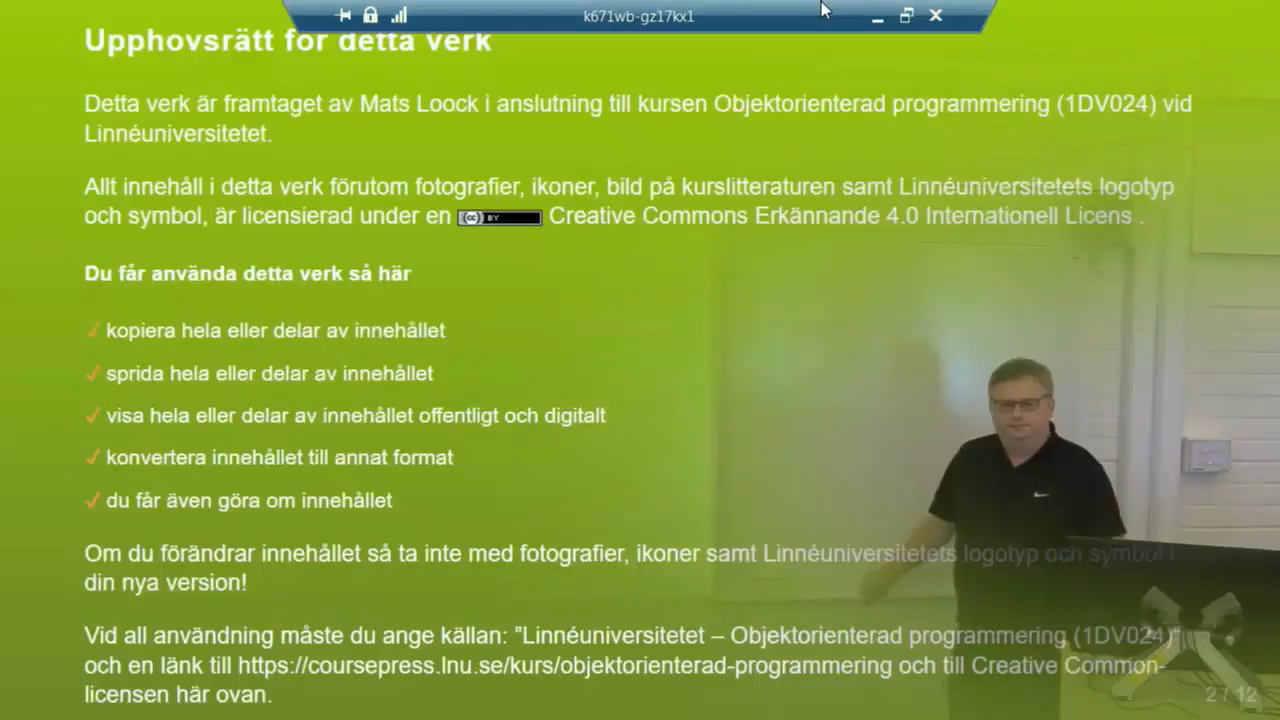 k671wb-gz17kx1
Upphovsrätt för detta verk
Detta verk är framtaget av Mats Loock i anslutning till kursen Objektorienterad programmering (1DV024) vid
Linnéuniversitetet.
Allt innehåll i detta verk förutom fotografier, ikoner, bild på kurslitteraturen samt Linnéuniversitetets logotyp
och symbol, är licensierad under en (cc) BY Creative Commons Erkännande 4.0 Internationell Licens .
Du får använda detta verk så här
✓ kopiera hela eller delar av innehållet
✓ sprida hela eller delar av innehållet
✓ visa hela eller delar av innehållet offentligt och digitalt
✓ konvertera innehållet till annat format
✓ du får även göra om innehållet
Om du förändrar innehållet så ta inte med fotografier, ikoner samt Linnéuniversitetets logotyp och symbol i
din nya version!
Vid all användning måste du ange källan: "Linnéuniversitetet – Objektorienterad programmering (1DV024)"
och en länk till https://coursepress.lnu.se/kurs/objektorienterad-programmering och till Creative Common-
licensen här ovan.
2 / 12